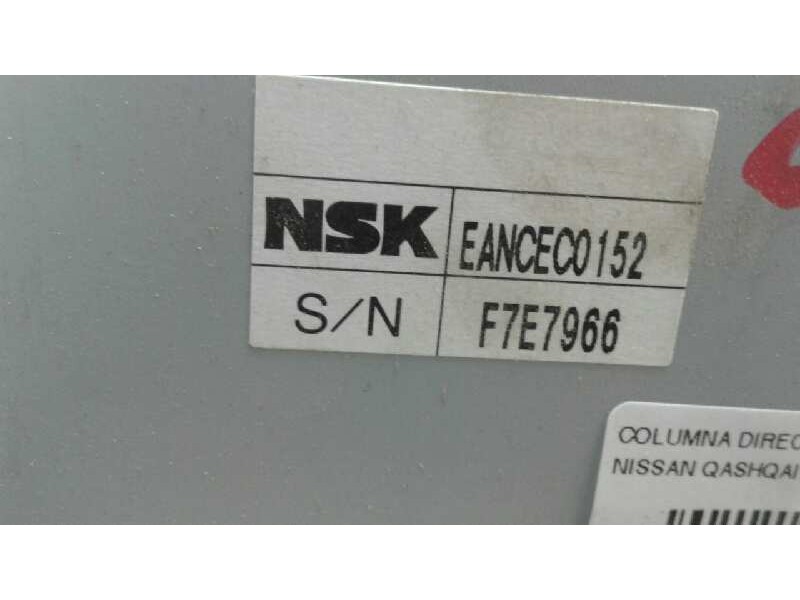 NSK EANCEC0152
S/N F7E7966
COLUMNA DIREC
NISSAN QASHQAI